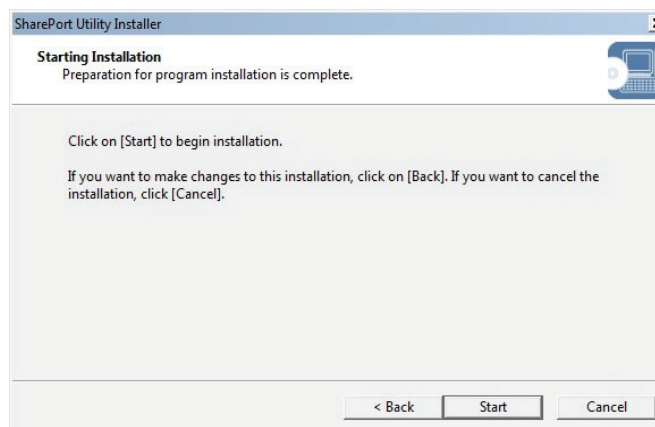 SharePort Utility Installer
Starting Installation
Preparation for program installation is complete.
Click on [Start] to begin installation.
If you want to make changes to this installation, click on [Back]. If you want to cancel the
installation, click [Cancel].
< Back Start Cancel